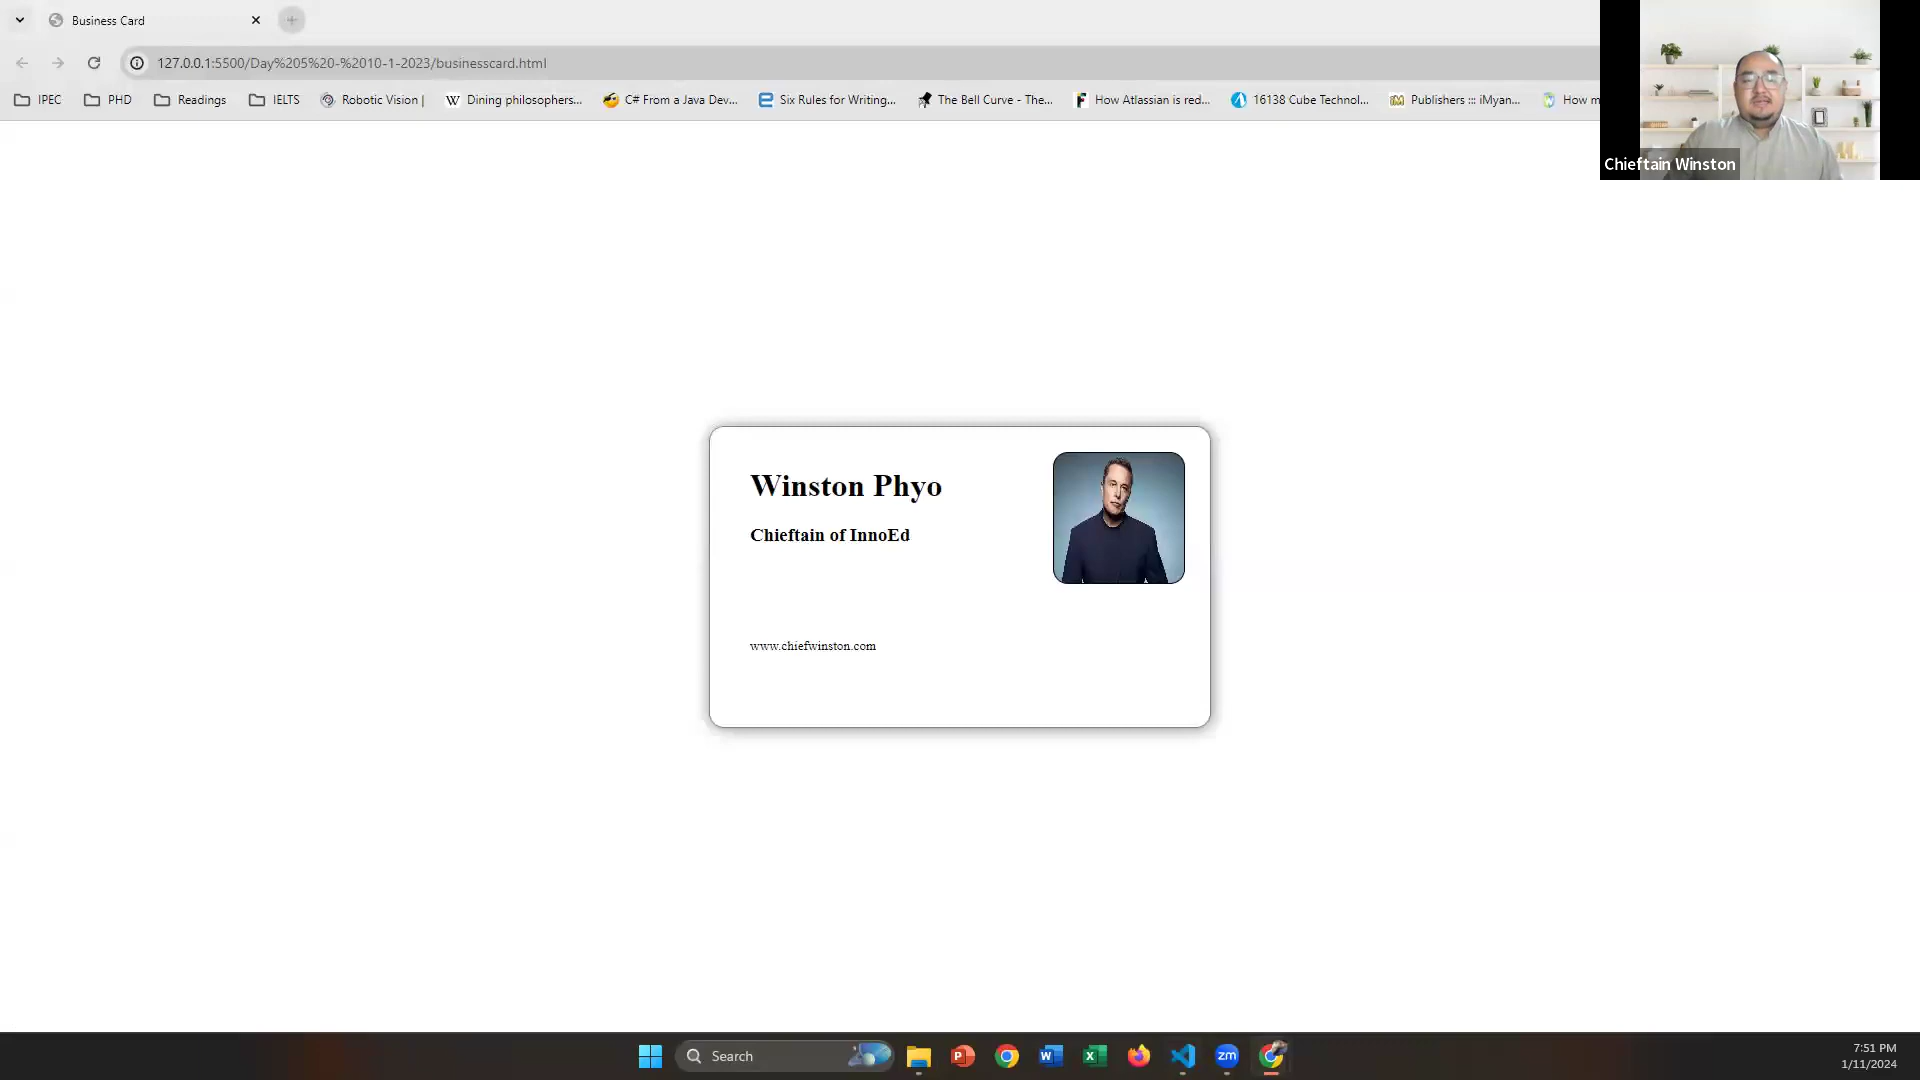 Business Card
127.0.0.1:5500/Day%205%20-%2010-1-2023/businesscard.html
IPEC PHD Readings IELTS Robotic Vision | Dining philosophers... C# From a Java Dev... Six Rules for Writing... The Bell Curve - The... How Atlassian is red... 16138 Cube Technol... Publishers ::: iMyan... How m
Chieftain Winston
Winston Phyo
Chieftain of InnoEd
www.chiefwinston.com
Search
7:51 PM
1/11/2024